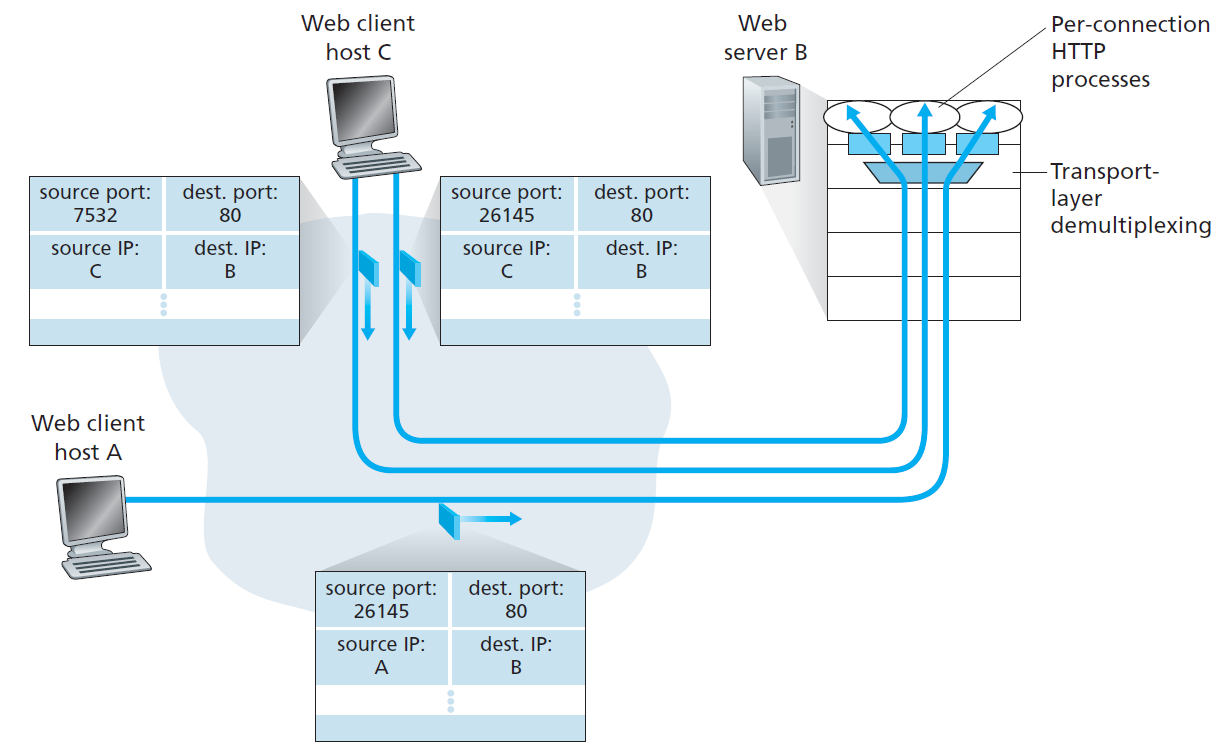 Web client
host C
Web
server B
Per-connection
HTTP
processes
Transport-
layer
demultiplexing
source port:
7532
dest. port:
80
source IP:
C
dest. IP:
B
source port:
26145
dest. port:
80
source IP:
C
dest. IP:
B
Web client
host A
source port:
26145
dest. port:
80
source IP:
A
dest. IP:
B